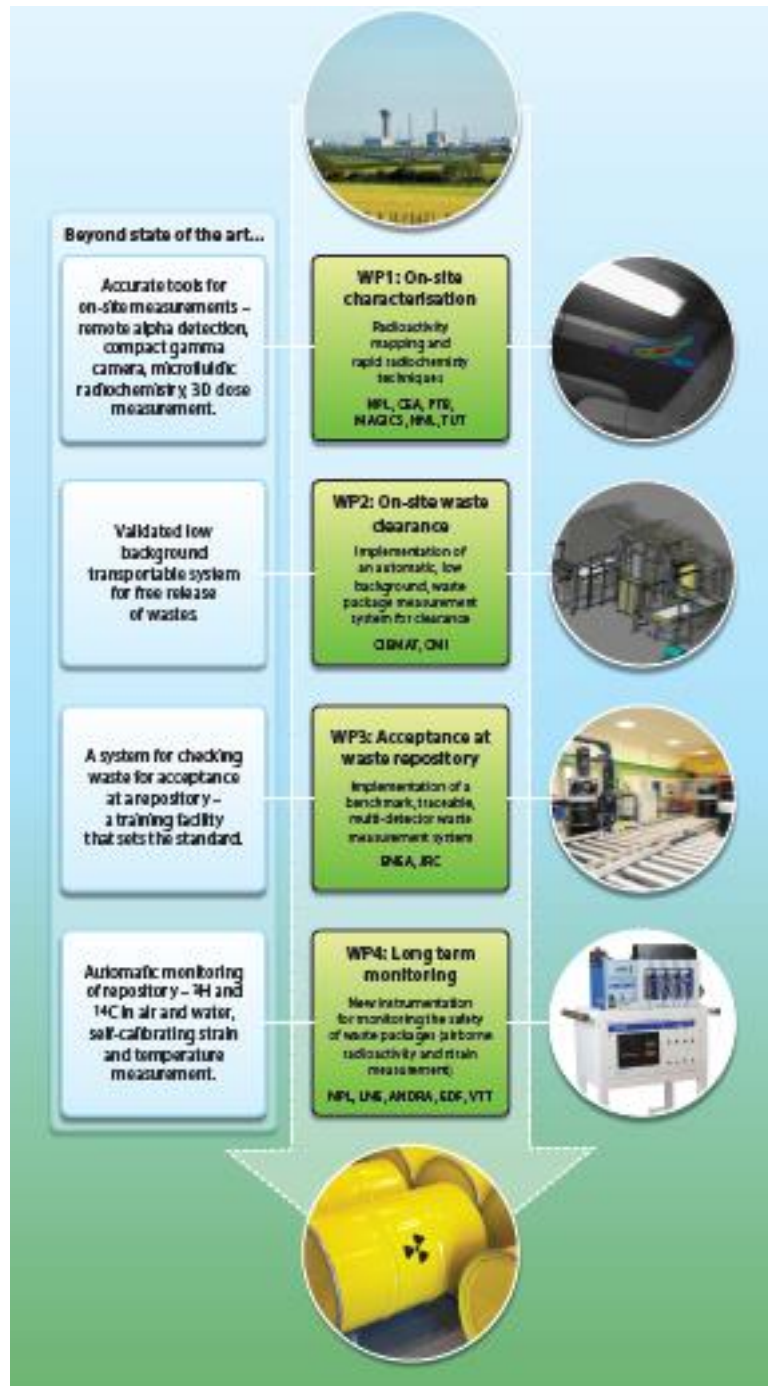 Beyond state of the art...
Accurate tools for
on-site measurements –
remote alpha detection,
compact gamma
camera, microfluidic
radiochemistry, 3D dose
measurement.
WP1: On-site
characterisation
Radioactivity
mapping and
rapid radiochemistry
techniques
NPL, CEA, PTB,
MAGICS, NNL, TUT
Validated low
background
transportable system
for free release
of wastes.
WP2: On-site waste
clearance
Implementation of
an automatic, low
background, waste
package measurement
system for clearance
CIEMAT, CMI
A system for checking
waste for acceptance
at a repository –
a training facility
that sets the standard.
WP3: Acceptance at
waste repository
Implementation of a
benchmark, traceable,
multi-detector waste
measurement system
ENEA, JRC
Automatic monitoring
of repository – ³H and
¹⁴C in air and water,
self-calibrating strain
and temperature
measurement.
WP4: Long term
monitoring
New instrumentation
for monitoring the safety
of waste packages (airborne
radioactivity and strain
measurement)
NPL, LNE, ANDRA, EDF, VTT